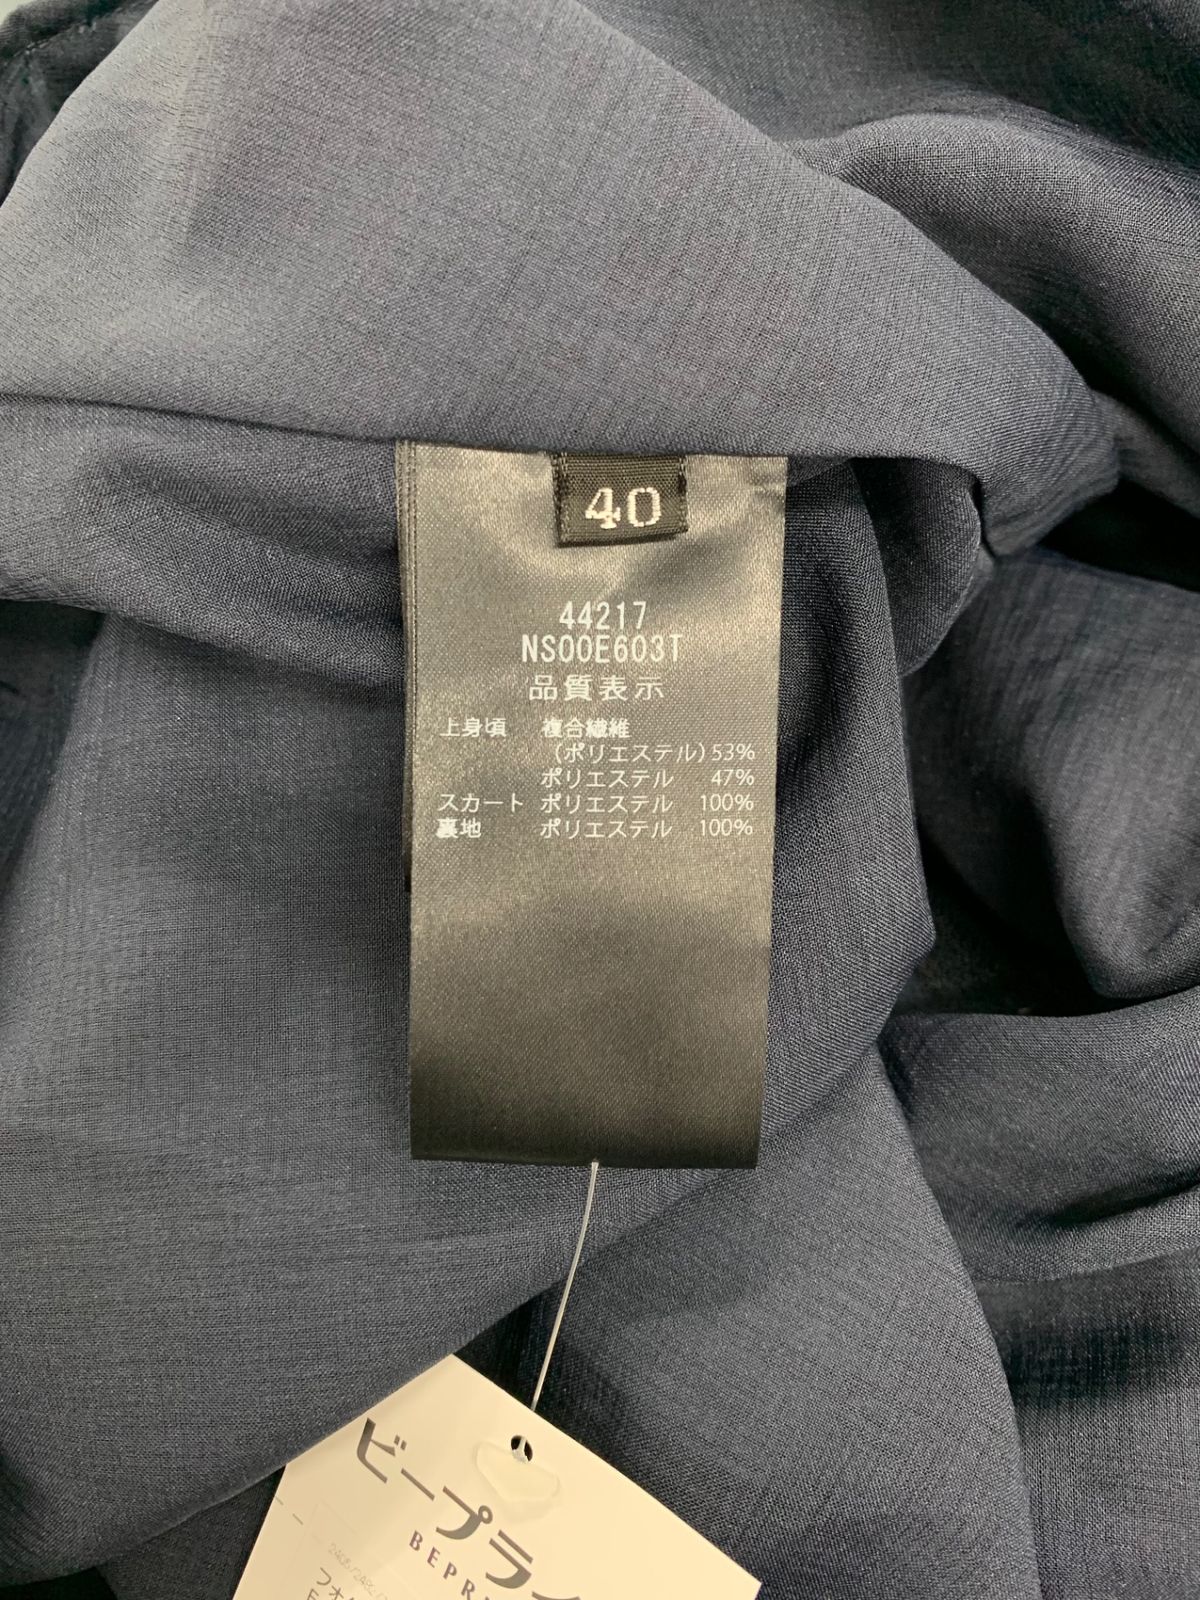 40
44217
NS00E603T
品質表示
上身頃 複合繊維
(ポリエステル)53%
ポリエステル 47%
スカート ポリエステル 100%
裏地 ポリエステル 100%
ビープライ
BEPR